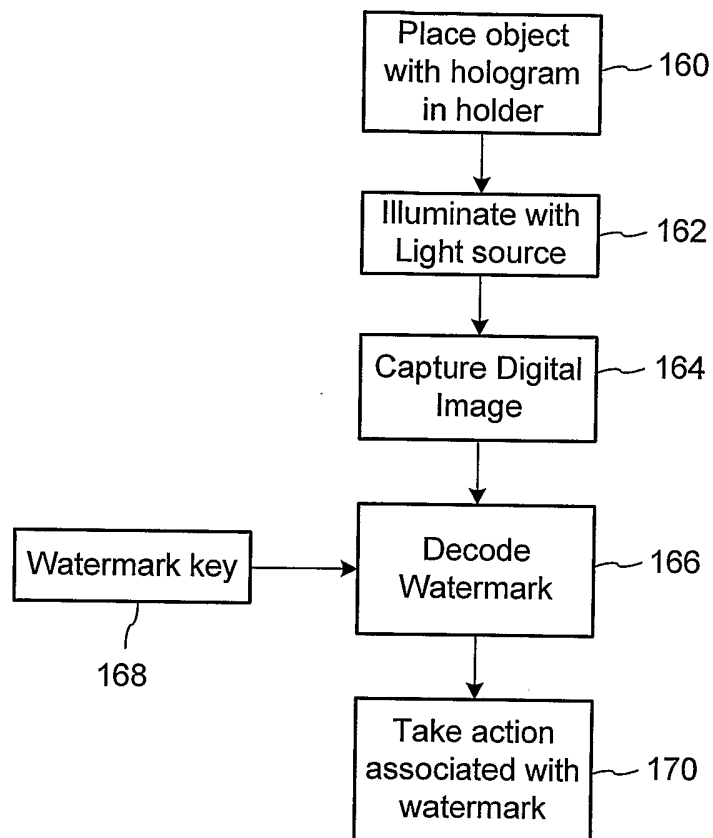 Place object
with hologram
in holder
160
Illuminate with
Light source
162
Capture Digital
Image
164
Watermark key
168
Decode
Watermark
166
Take action
associated with
watermark
170